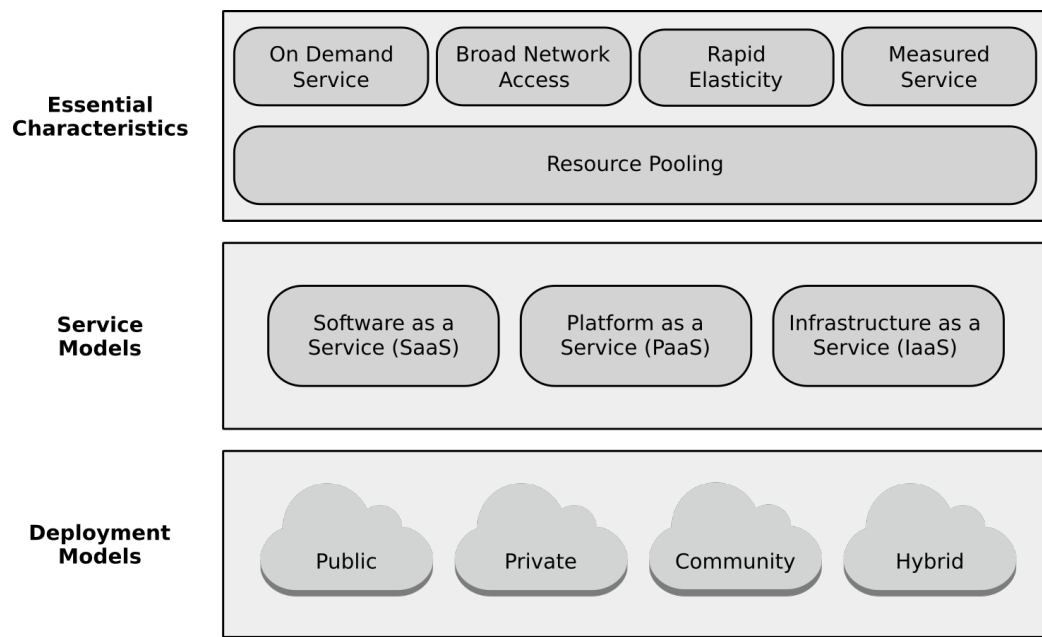 Essential
Characteristics
On Demand
Service
Broad Network
Access
Rapid
Elasticity
Measured
Service
Resource Pooling
Service
Models
Software as a
Service (SaaS)
Platform as a
Service (PaaS)
Infrastructure as a
Service (IaaS)
Deployment
Models
Public
Private
Community
Hybrid